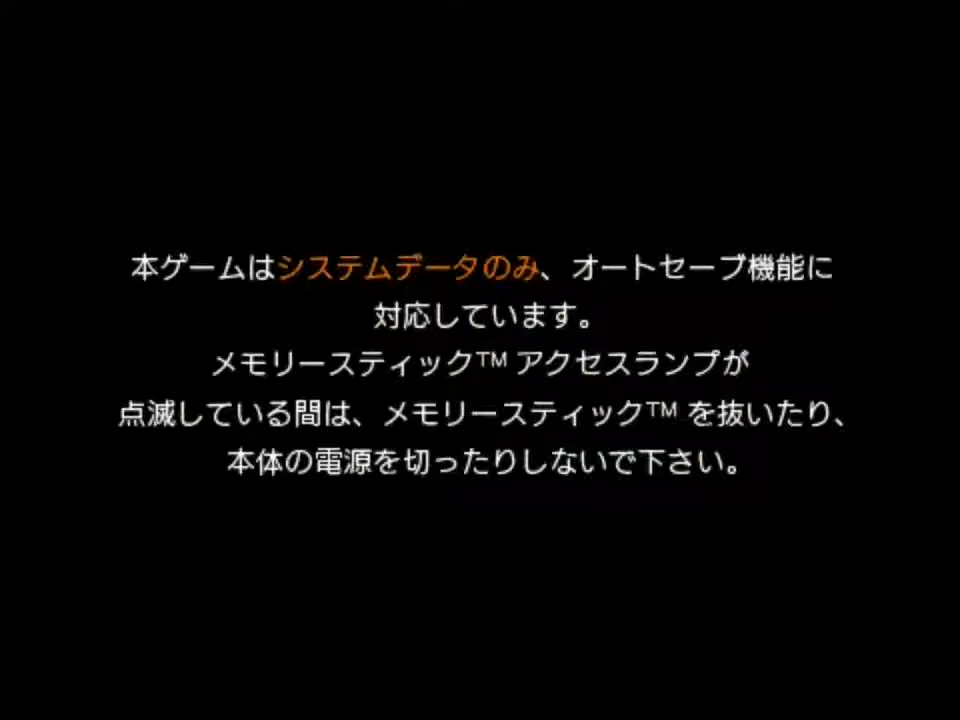 本ゲームはシステムデータのみ、オートセーブ機能に
対応しています。
メモリースティック™ アクセスランプが
点滅している間は、メモリースティック™ を抜いたり、
本体の電源を切ったりしないで下さい。